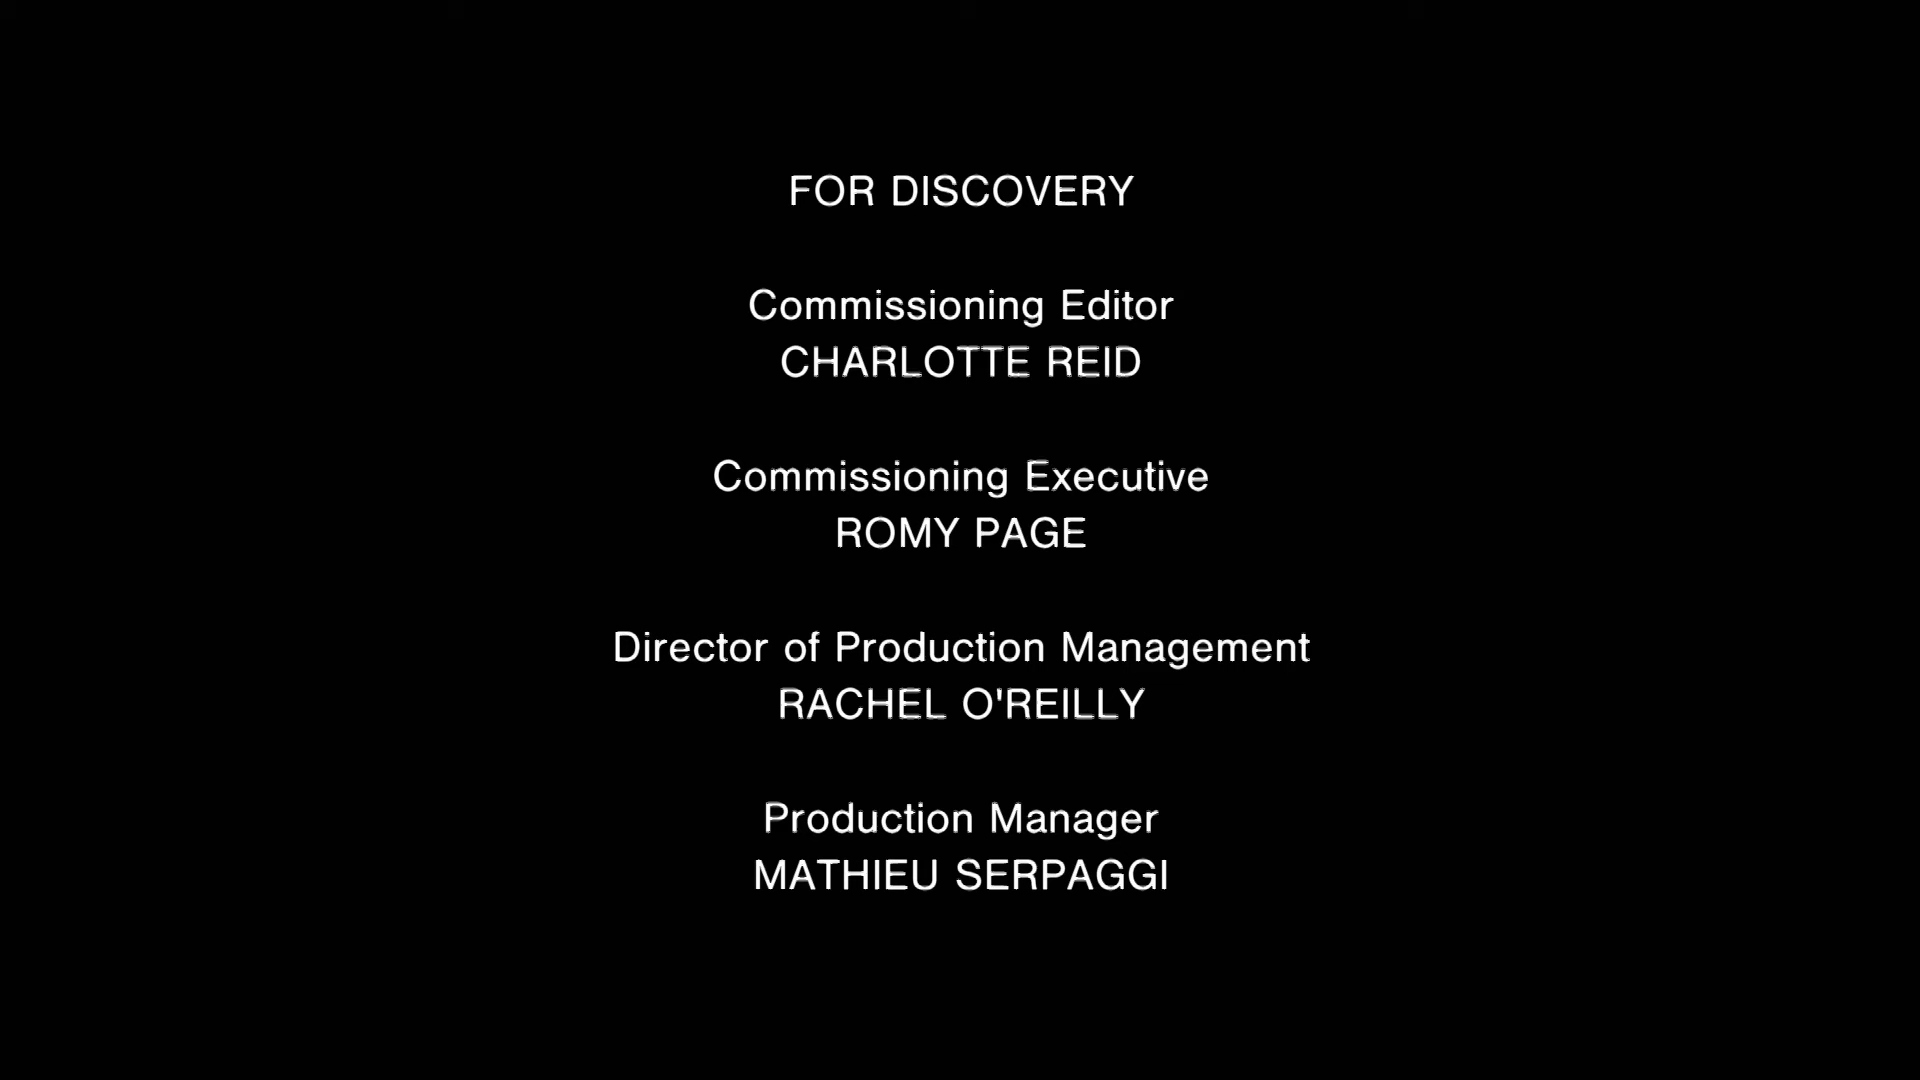 FOR DISCOVERY
Commissioning Editor
CHARLOTTE REID
Commissioning Executive
ROMY PAGE
Director of Production Management
RACHEL O'REILLY
Production Manager
MATHIEU SERPAGGI